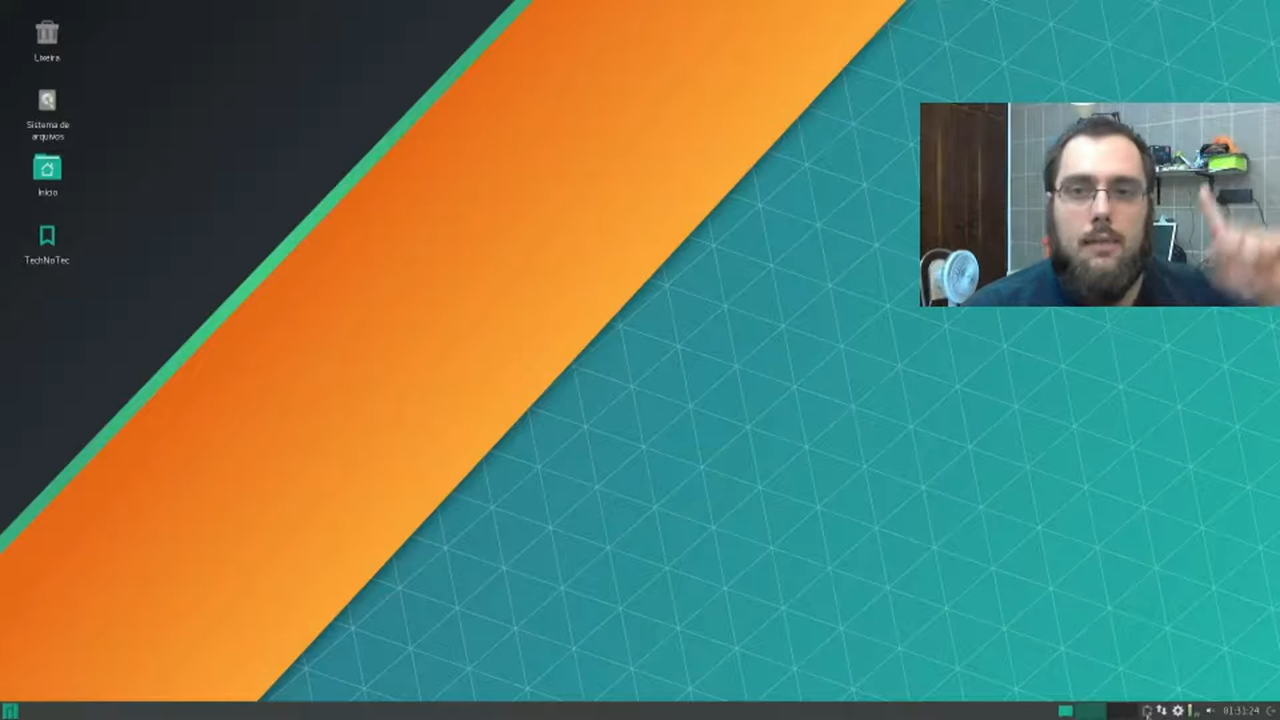 Lixeira
Sistema de
arquivos
Início
TechNoTec
01:31:24